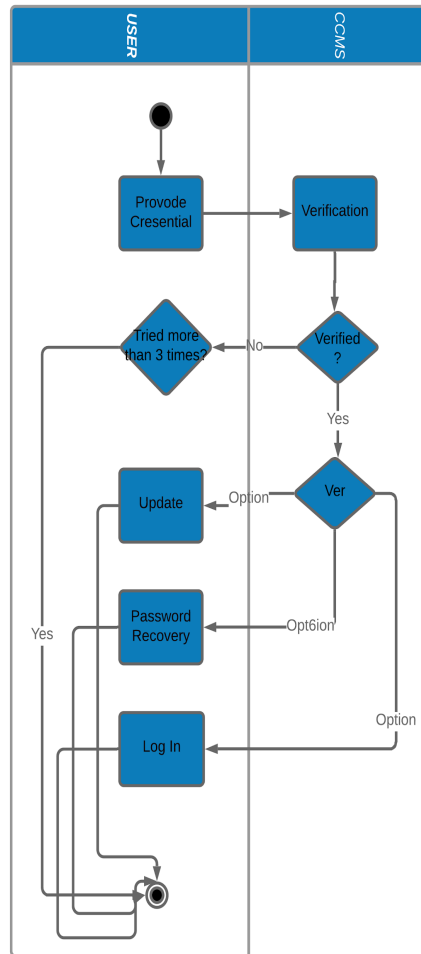 USER
CCMS
Provode
Cresential
Verification
Tried more
than 3 times?
No
Verified
?
Yes
Ver
Update
Option
Password
Recovery
Opt6ion
Yes
Log In
Option